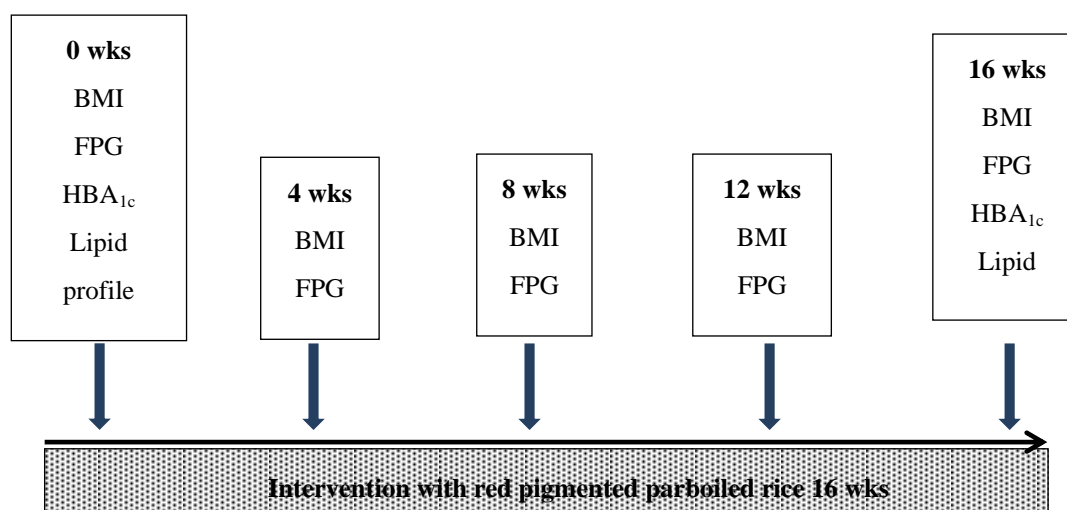 0 wks
BMI
FPG
HBA1c
Lipid
profile
4 wks
BMI
FPG
8 wks
BMI
FPG
12 wks
BMI
FPG
16 wks
BMI
FPG
HBA1c
Lipid
Intervention with red pigmented parboiled rice 16 wks